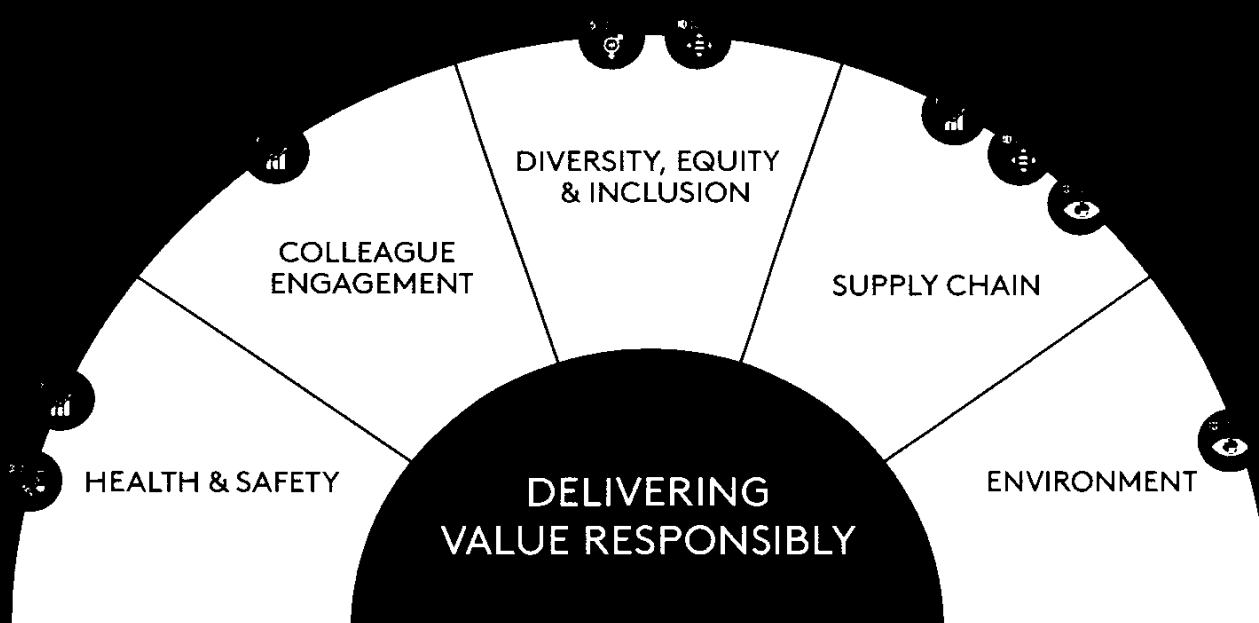 DIVERSITY, EQUITY
& INCLUSION
COLLEAGUE
ENGAGEMENT
SUPPLY CHAIN
HEALTH & SAFETY
ENVIRONMENT
DELIVERING
VALUE RESPONSIBLY